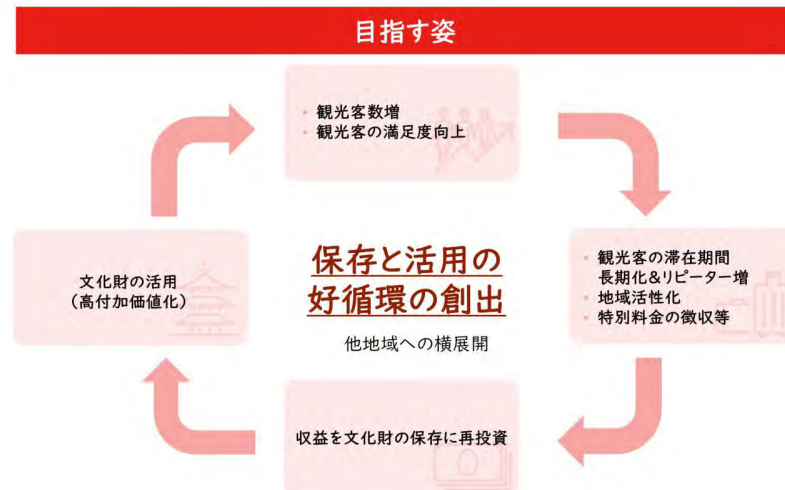 目指す姿
• 観光客数増
• 観光客の満足度向上
文化財の活用
（高付加価値化）
保存と活用の
好循環の創出
他地域への横展開
• 観光客の滞在期間
長期化&リピーター増
• 地域活性化
• 特別料金の徴収等
収益を文化財の保存に再投資